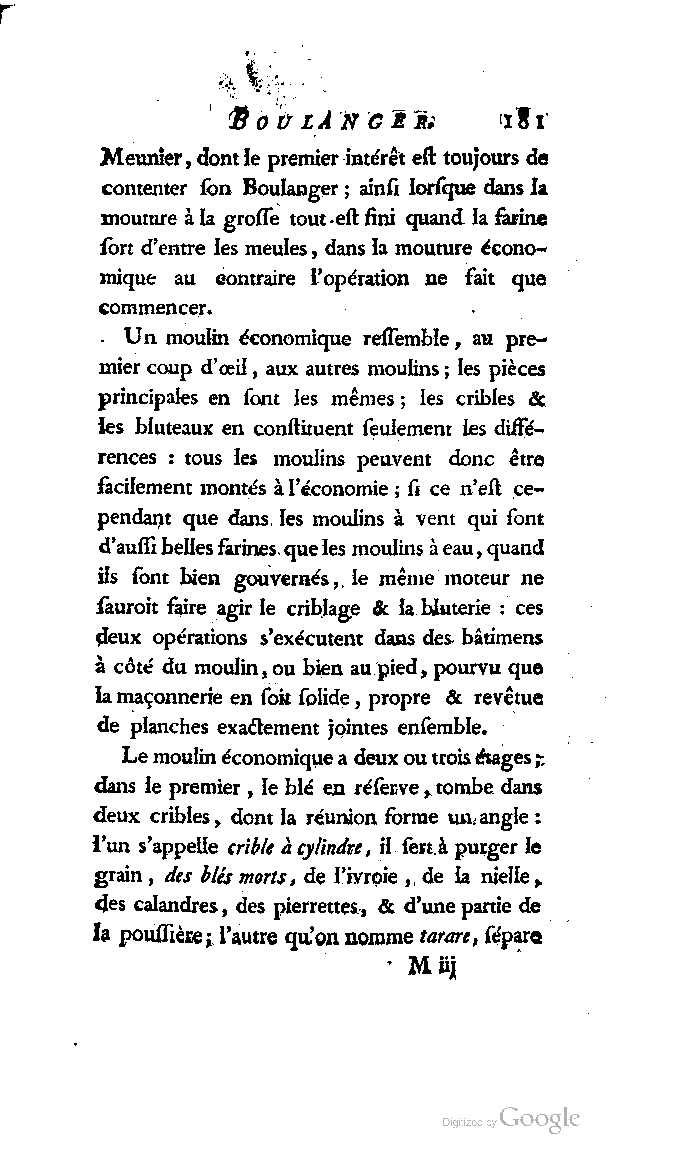 BOULANGER. 181
Meunier, dont le premier intérêt eſt toujours de
contenter ſon Boulanger ; ainſi lorſque dans la
mouture à la groſſe tout eſt fini quand la farine
ſort d'entre les meules, dans la mouture écono-
mique au contraire l'opération ne fait que
commencer.
Un moulin économique reſſemble, au pre-
mier coup d'œil, aux autres moulins ; les pièces
principales en ſont les mêmes ; les cribles &
les bluteaux en conſtituent ſeulement les diffé-
rences : tous les moulins peuvent donc être
facilement montés à l'économie ; ſi ce n'eſt ce-
pendant que dans les moulins à vent qui font
d'auſſi belles farines que les moulins à eau, quand
ils ſont bien gouvernés, le même moteur ne
ſauroit faire agir le criblage & la bluterie : ces
deux opérations s'exécutent dans des bâtimens
à côté du moulin, ou bien au pied, pourvu que
la maçonnerie en ſoit ſolide, propre & revêtue
de planches exactement jointes enſemble.
Le moulin économique a deux ou trois étages ;
dans le premier, le blé en réſerve, tombe dans
deux cribles, dont la réunion forme un angle :
l'un s'appelle crible à cylindre, il ſert à purger le
grain, des blés morts, de l'ivroie, de la nielle,
des calandres, des pierrettes, & d'une partie de
la pouſſière ; l'autre qu'on nomme tarare, ſépare
M iij
Digitized by Google